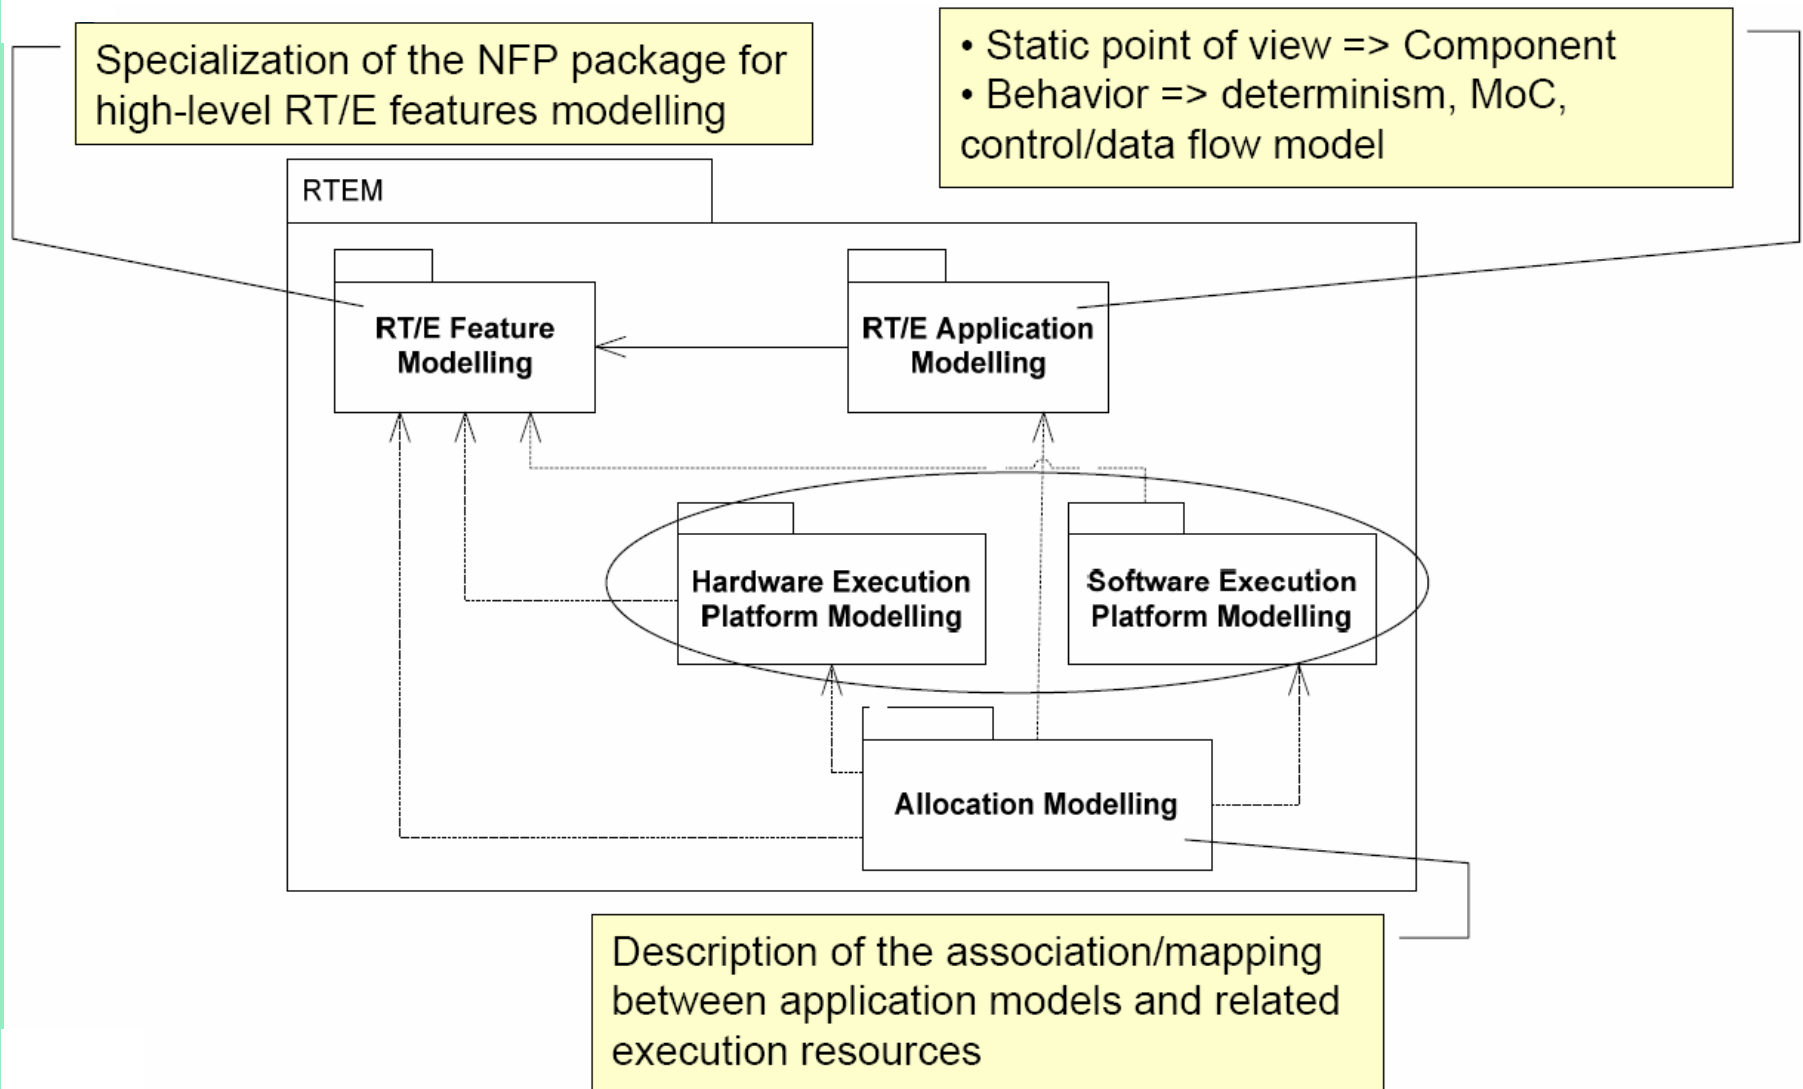 Specialization of the NFP package for
high-level RT/E features modelling
• Static point of view => Component
• Behavior => determinism, MoC,
control/data flow model
RTEM
RT/E Feature
Modelling
RT/E Application
Modelling
Hardware Execution
Platform Modelling
Software Execution
Platform Modelling
Allocation Modelling
Description of the association/mapping
between application models and related
execution resources